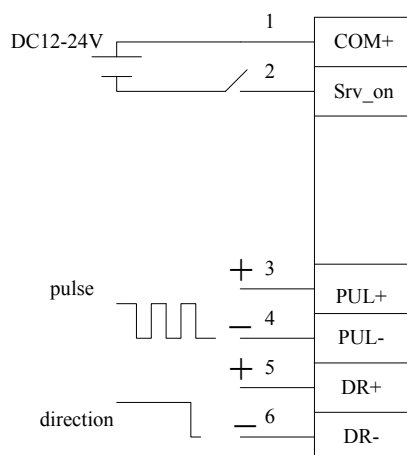 1
DC12-24V
COM+
2
Srv_on
+ 3
pulse
PUL+
— 4
PUL-
+ 5
DR+
direction
— 6
DR-